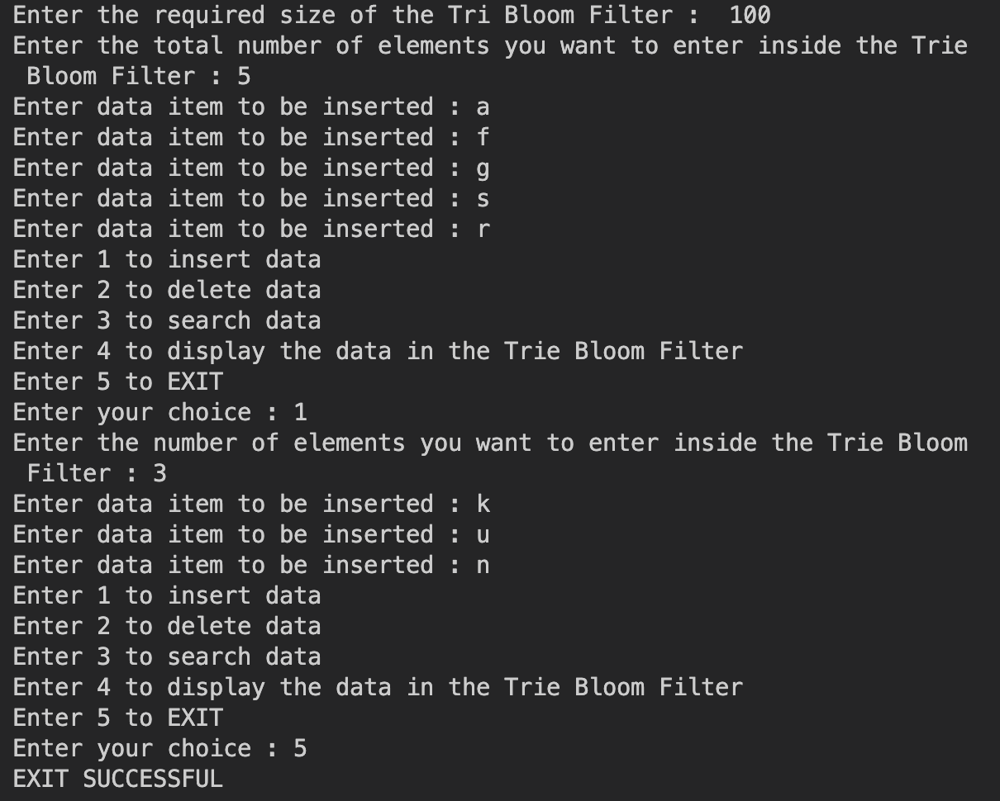 Enter the required size of the Tri Bloom Filter :  100
Enter the total number of elements you want to enter inside the Trie
 Bloom Filter : 5
Enter data item to be inserted : a
Enter data item to be inserted : f
Enter data item to be inserted : g
Enter data item to be inserted : s
Enter data item to be inserted : r
Enter 1 to insert data
Enter 2 to delete data
Enter 3 to search data
Enter 4 to display the data in the Trie Bloom Filter
Enter 5 to EXIT
Enter your choice : 1
Enter the number of elements you want to enter inside the Trie Bloom
 Filter : 3
Enter data item to be inserted : k
Enter data item to be inserted : u
Enter data item to be inserted : n
Enter 1 to insert data
Enter 2 to delete data
Enter 3 to search data
Enter 4 to display the data in the Trie Bloom Filter
Enter 5 to EXIT
Enter your choice : 5
EXIT SUCCESSFUL